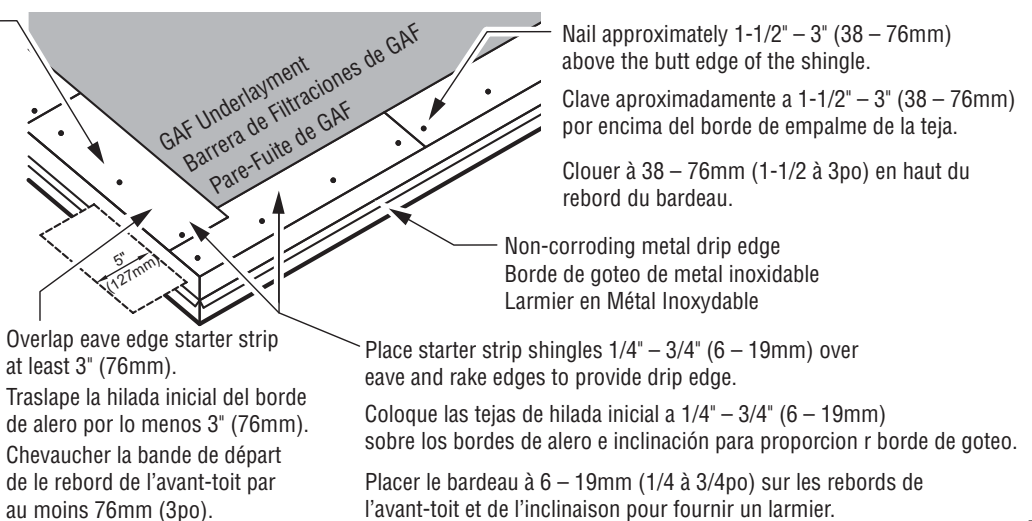 GAF Underlayment
Barrera de Filtraciones de GAF
Pare-Fuite de GAF
Nail approximately 1-1/2" – 3" (38 – 76mm)
above the butt edge of the shingle.
Clave aproximadamente a 1-1/2" – 3" (38 – 76mm)
por encima del borde de empalme de la teja.
Clouer à 38 – 76mm (1-1/2 à 3po) en haut du
rebord du bardeau.
Non-corroding metal drip edge
Borde de goteo de metal inoxidable
Larmier en Métal Inoxydable
5"
(127mm)
Overlap eave edge starter strip
at least 3" (76mm).
Traslape la hilada inicial del borde
de alero por lo menos 3" (76mm).
Chevaucher la bande de départ
de le rebord de l’avant-toit par
au moins 76mm (3po).
Place starter strip shingles 1/4" – 3/4" (6 – 19mm) over
eave and rake edges to provide drip edge.
Coloque las tejas de hilada inicial a 1/4" – 3/4" (6 – 19mm)
sobre los bordes de alero e inclinación para proporcion r borde de goteo.
Placer le bardeau à 6 – 19mm (1/4 à 3/4po) sur les rebords de
l’avant-toit et de l’inclinaison pour fournir un larmier.